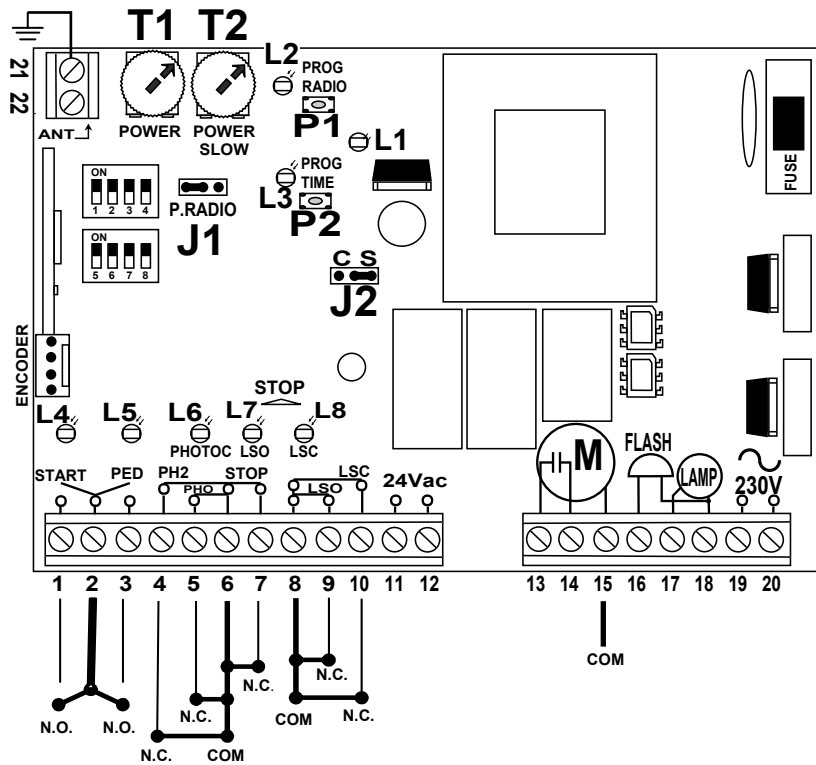 T1 T2
21
22
ANT
POWER
POWER
SLOW
L2
PROG
RADIO
P1
L1
L3
PROG
TIME
P2
ON
1 2 3 4
P.RADIO
J1
ON
5 6 7 8
C S
J2
FUSE
ENCODER
STOP
L4 L5 L6 L7 L8
PHOTOC LSO LSC
M
FLASH
LAMP
230V
START PED PH2 STOP LSC
PHO LSO
24Vac
1 2 3 4 5 6 7 8 9 10 11 12
13 14 15 16 17 18 19 20
COM
N.O. N.O. N.C. N.C. COM N.C. COM N.C. N.C.